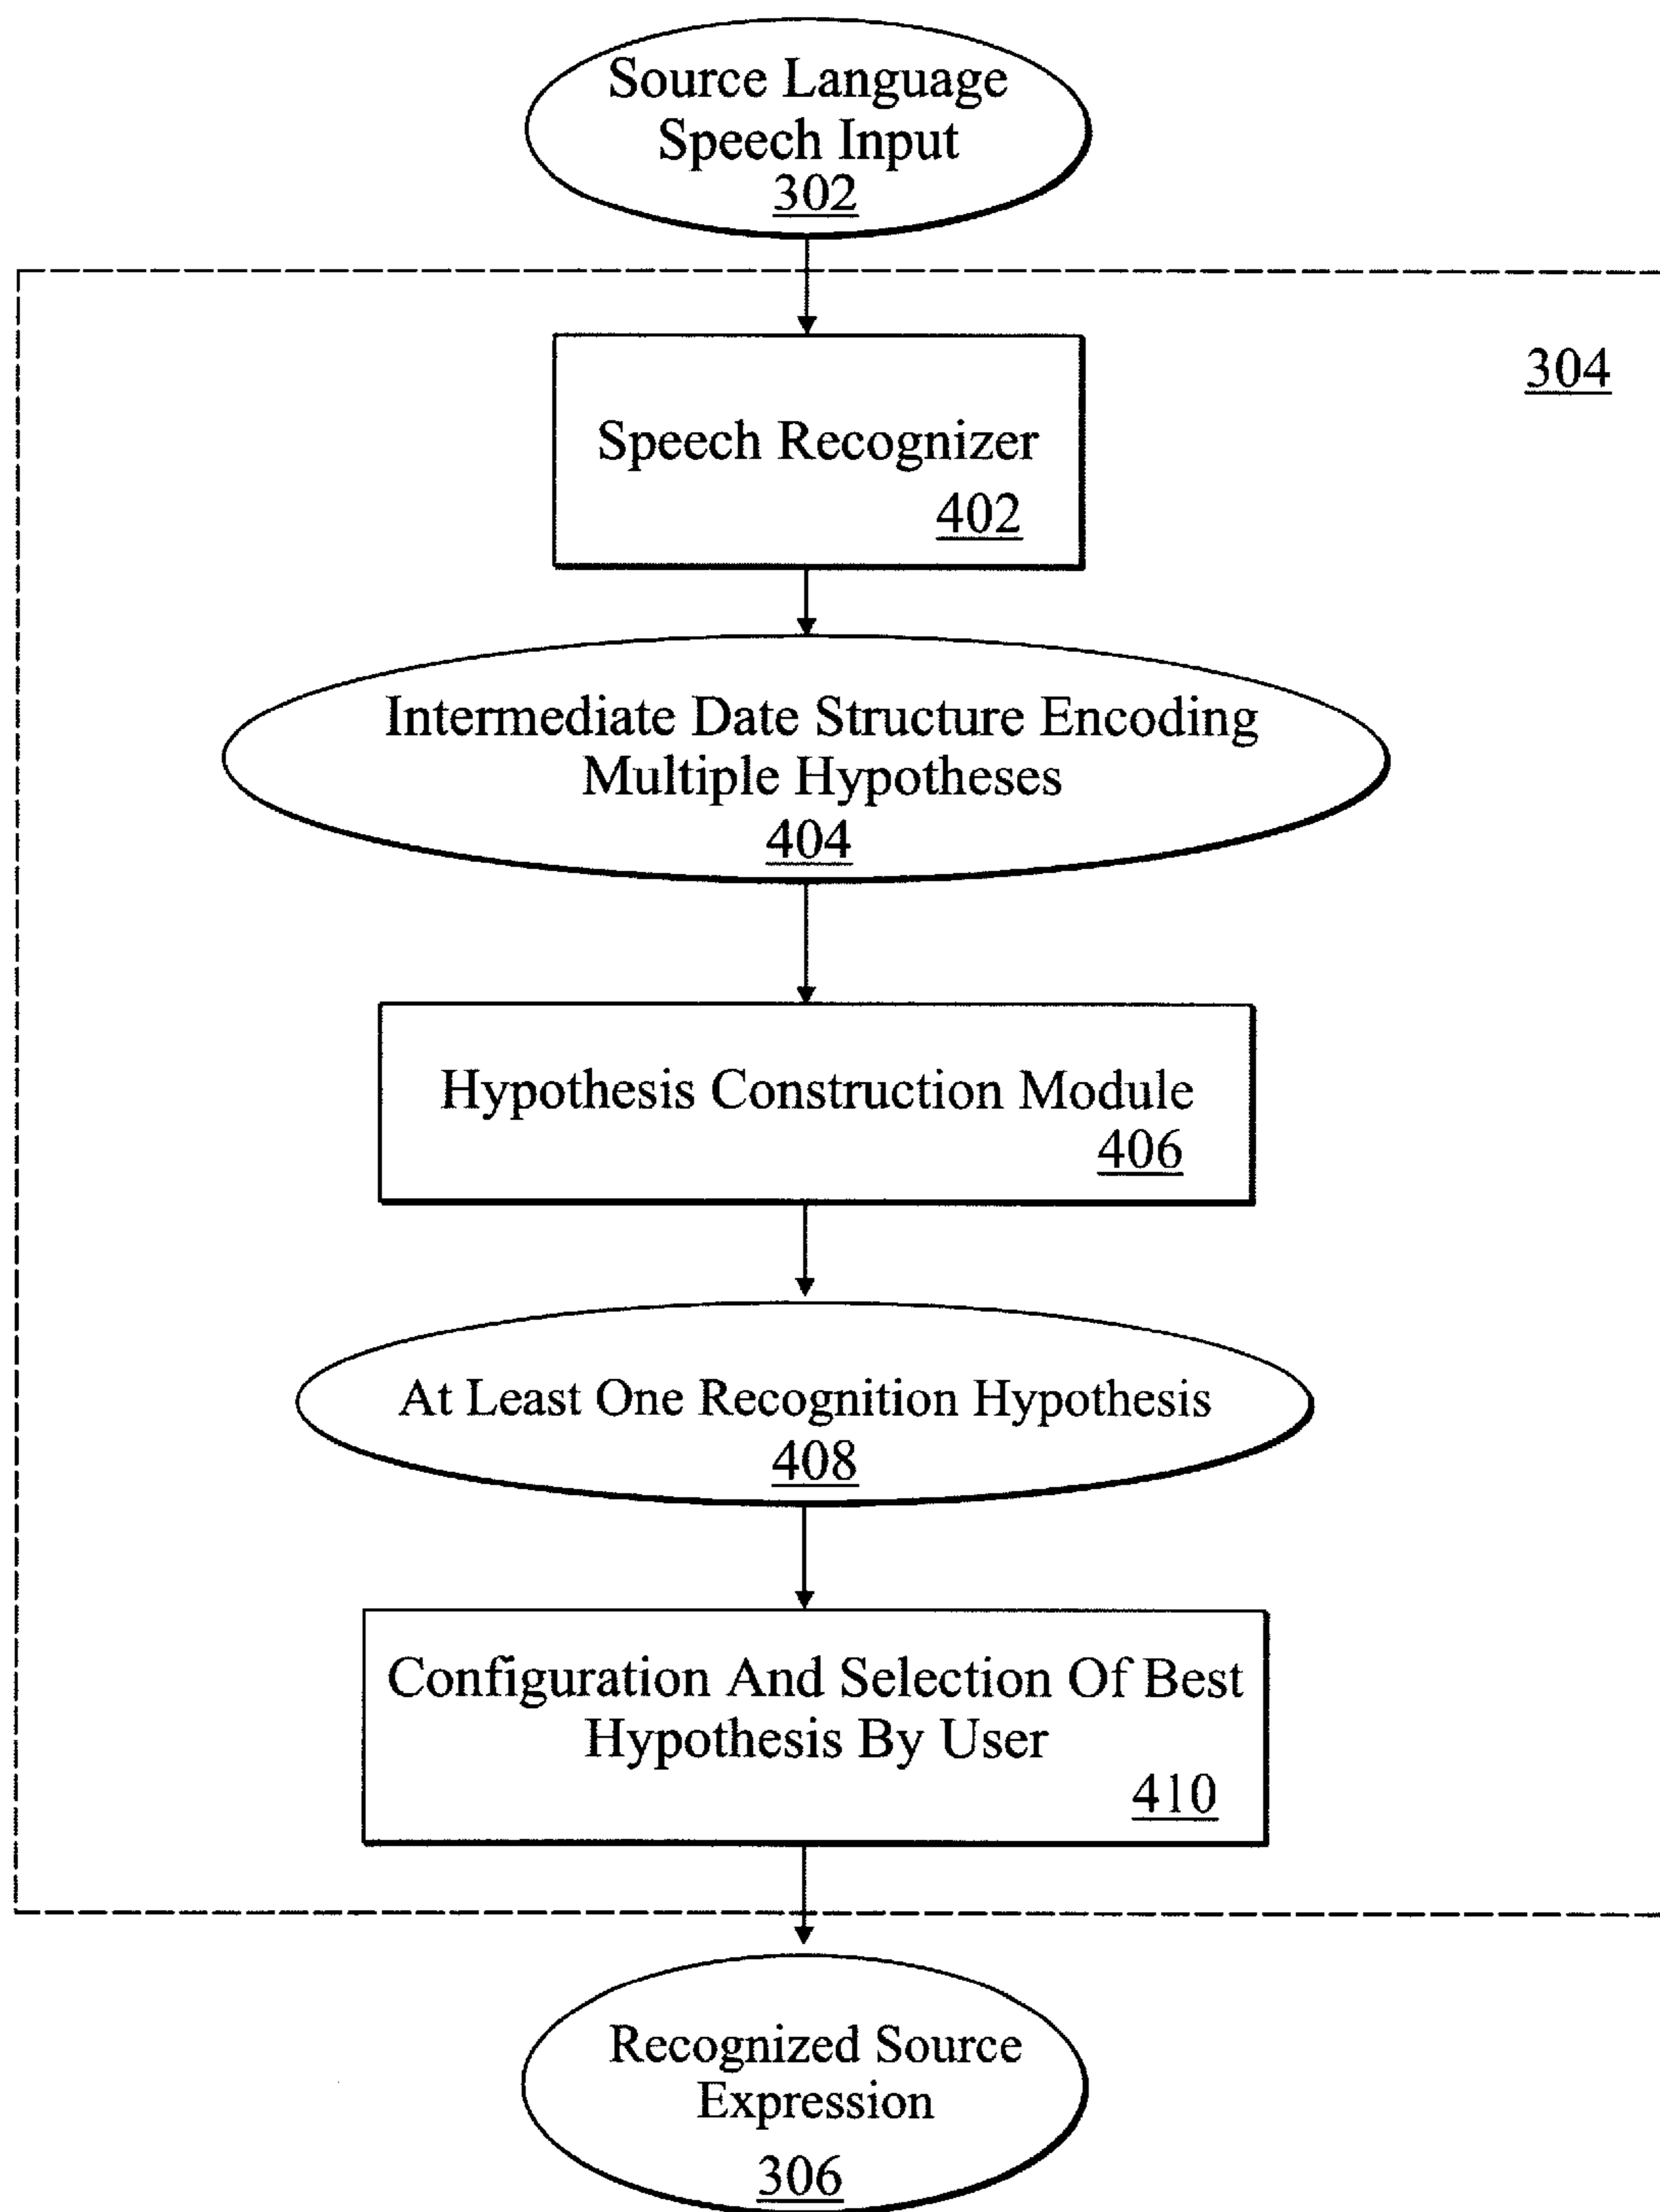 Source Language
Speech Input
302
304
Speech Recognizer
402
Intermediate Date Structure Encoding
Multiple Hypotheses
404
Hypothesis Construction Module
406
At Least One Recognition Hypothesis
408
Configuration And Selection Of Best
Hypothesis By User
410
Recognized Source
Expression
306